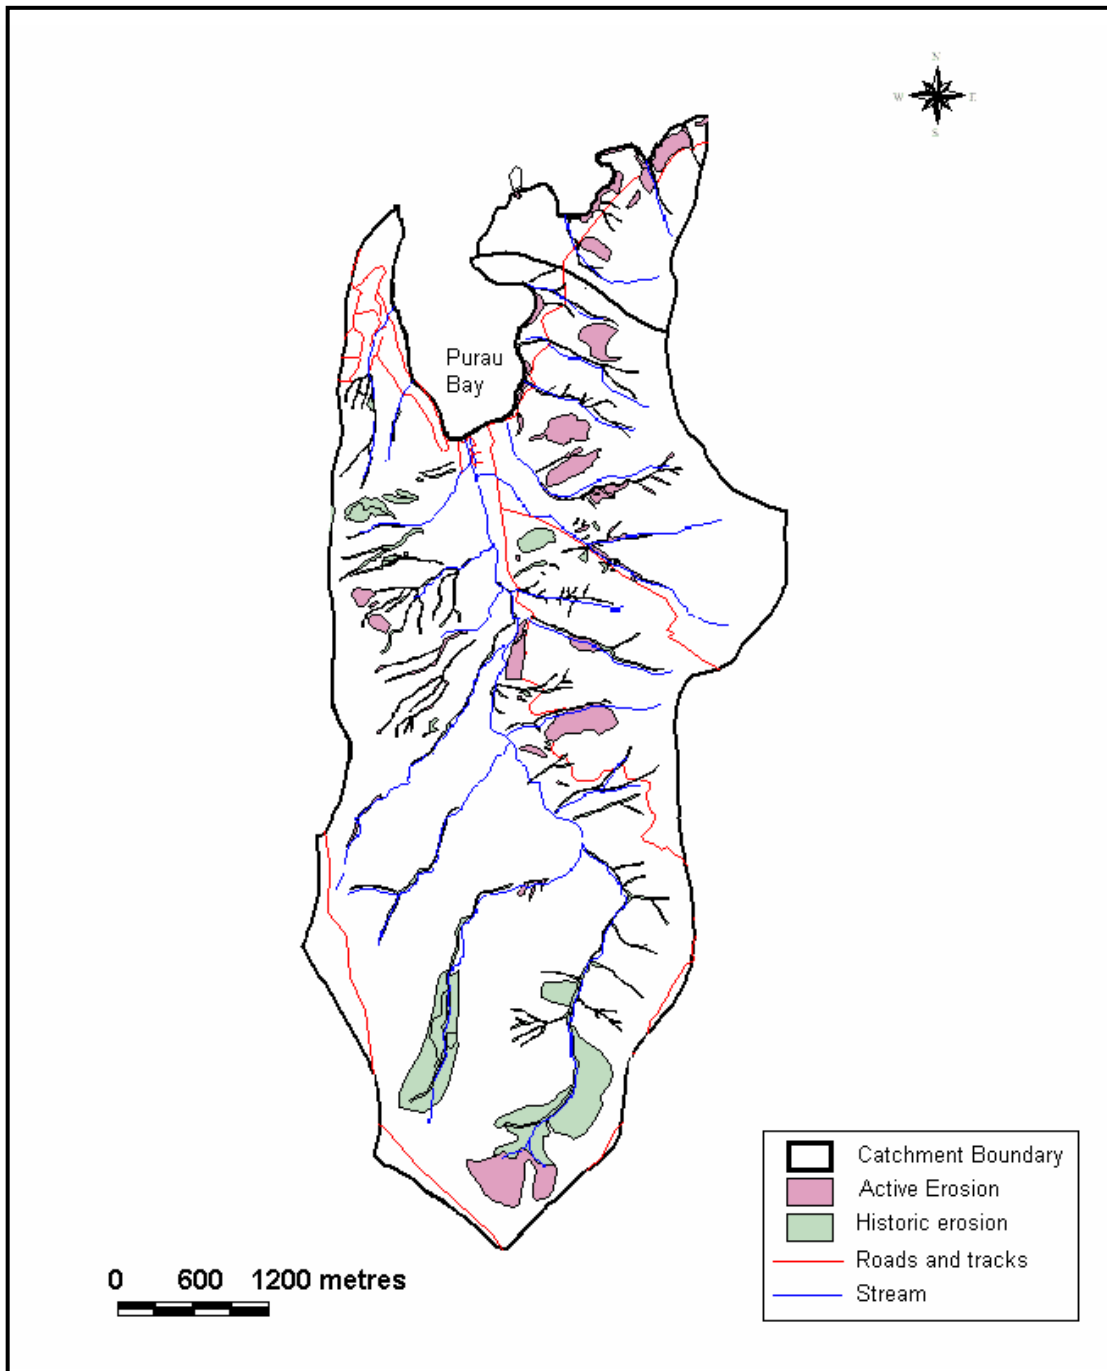 N
W E
S
Purau
Bay
Catchment Boundary
Active Erosion
Historic erosion
Roads and tracks
Stream
0 600 1200 metres